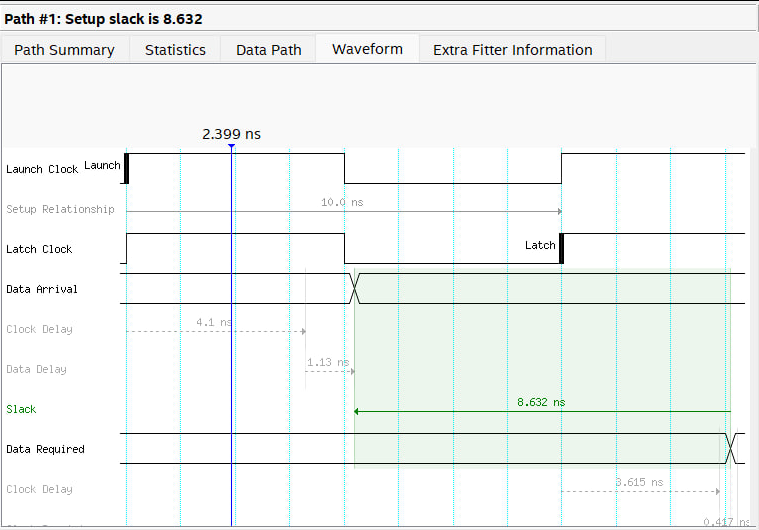 Path #1: Setup slack is 8.632
Path Summary Statistics Data Path Waveform Extra Fitter Information
2.399 ns
Launch Clock Launch
Setup Relationship 10.0 ns
Latch Clock Latch
Data Arrival
Clock Delay 4.1 ns
Data Delay 1.13 ns
Slack 8.632 ns
Data Required
Clock Delay 3.615 ns
0.417 ns